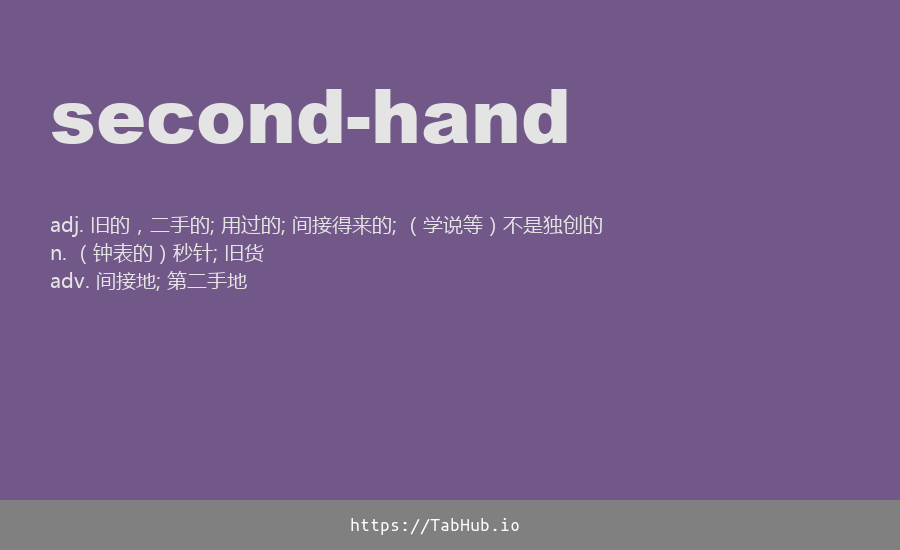 second-hand
adj. 旧的，二手的; 用过的; 间接得来的; （学说等）不是独创的
n. （钟表的）秒针; 旧货
adv. 间接地; 第二手地
https://TabHub.io